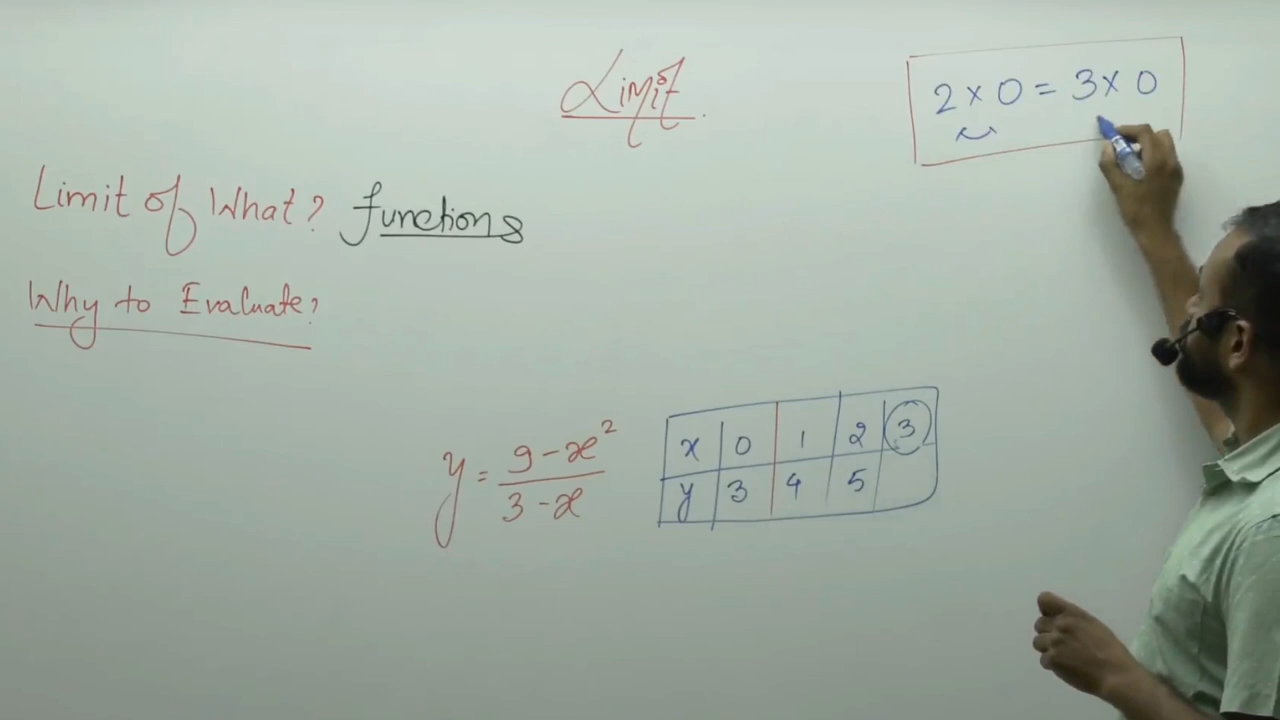 Limit
2 × 0 = 3 × 0
Limit of What? functions
Why to Evaluate?
y = 9 - x² / 3 - x
x 0 1 2 3
y 3 4 5